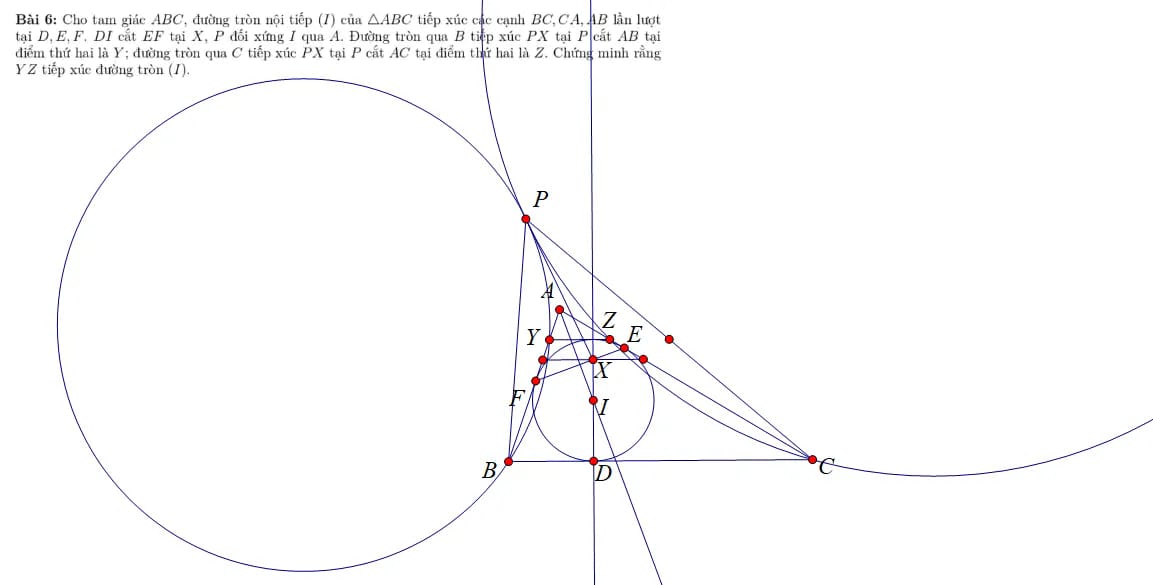 Bài 6: Cho tam giác ABC, đường tròn nội tiếp (I) của △ABC tiếp xúc các cạnh BC, CA, AB lần lượt
tại D, E, F. DI cắt EF tại X, P đối xứng I qua A. Đường tròn qua B tiếp xúc PX tại P cắt AB tại
điểm thứ hai là Y; đường tròn qua C tiếp xúc PX tại P cắt AC tại điểm thứ hai là Z. Chứng minh rằng
YZ tiếp xúc đường tròn (I).
P
A
Z
Y
E
X
F
I
B
D
C